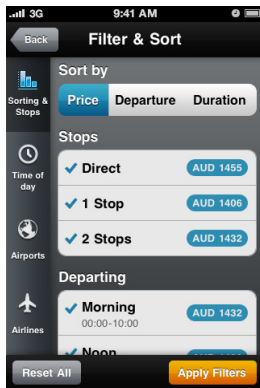 3G 9:41 AM
Back Filter & Sort
Sort by
Sorting &
Stops
Price Departure Duration
Stops
Direct AUD 1455
Time of
day
1 Stop AUD 1406
2 Stops AUD 1432
Airports
Departing
Morning AUD 1432
00:00-10:00
Airlines
Noon
Reset All Apply Filters